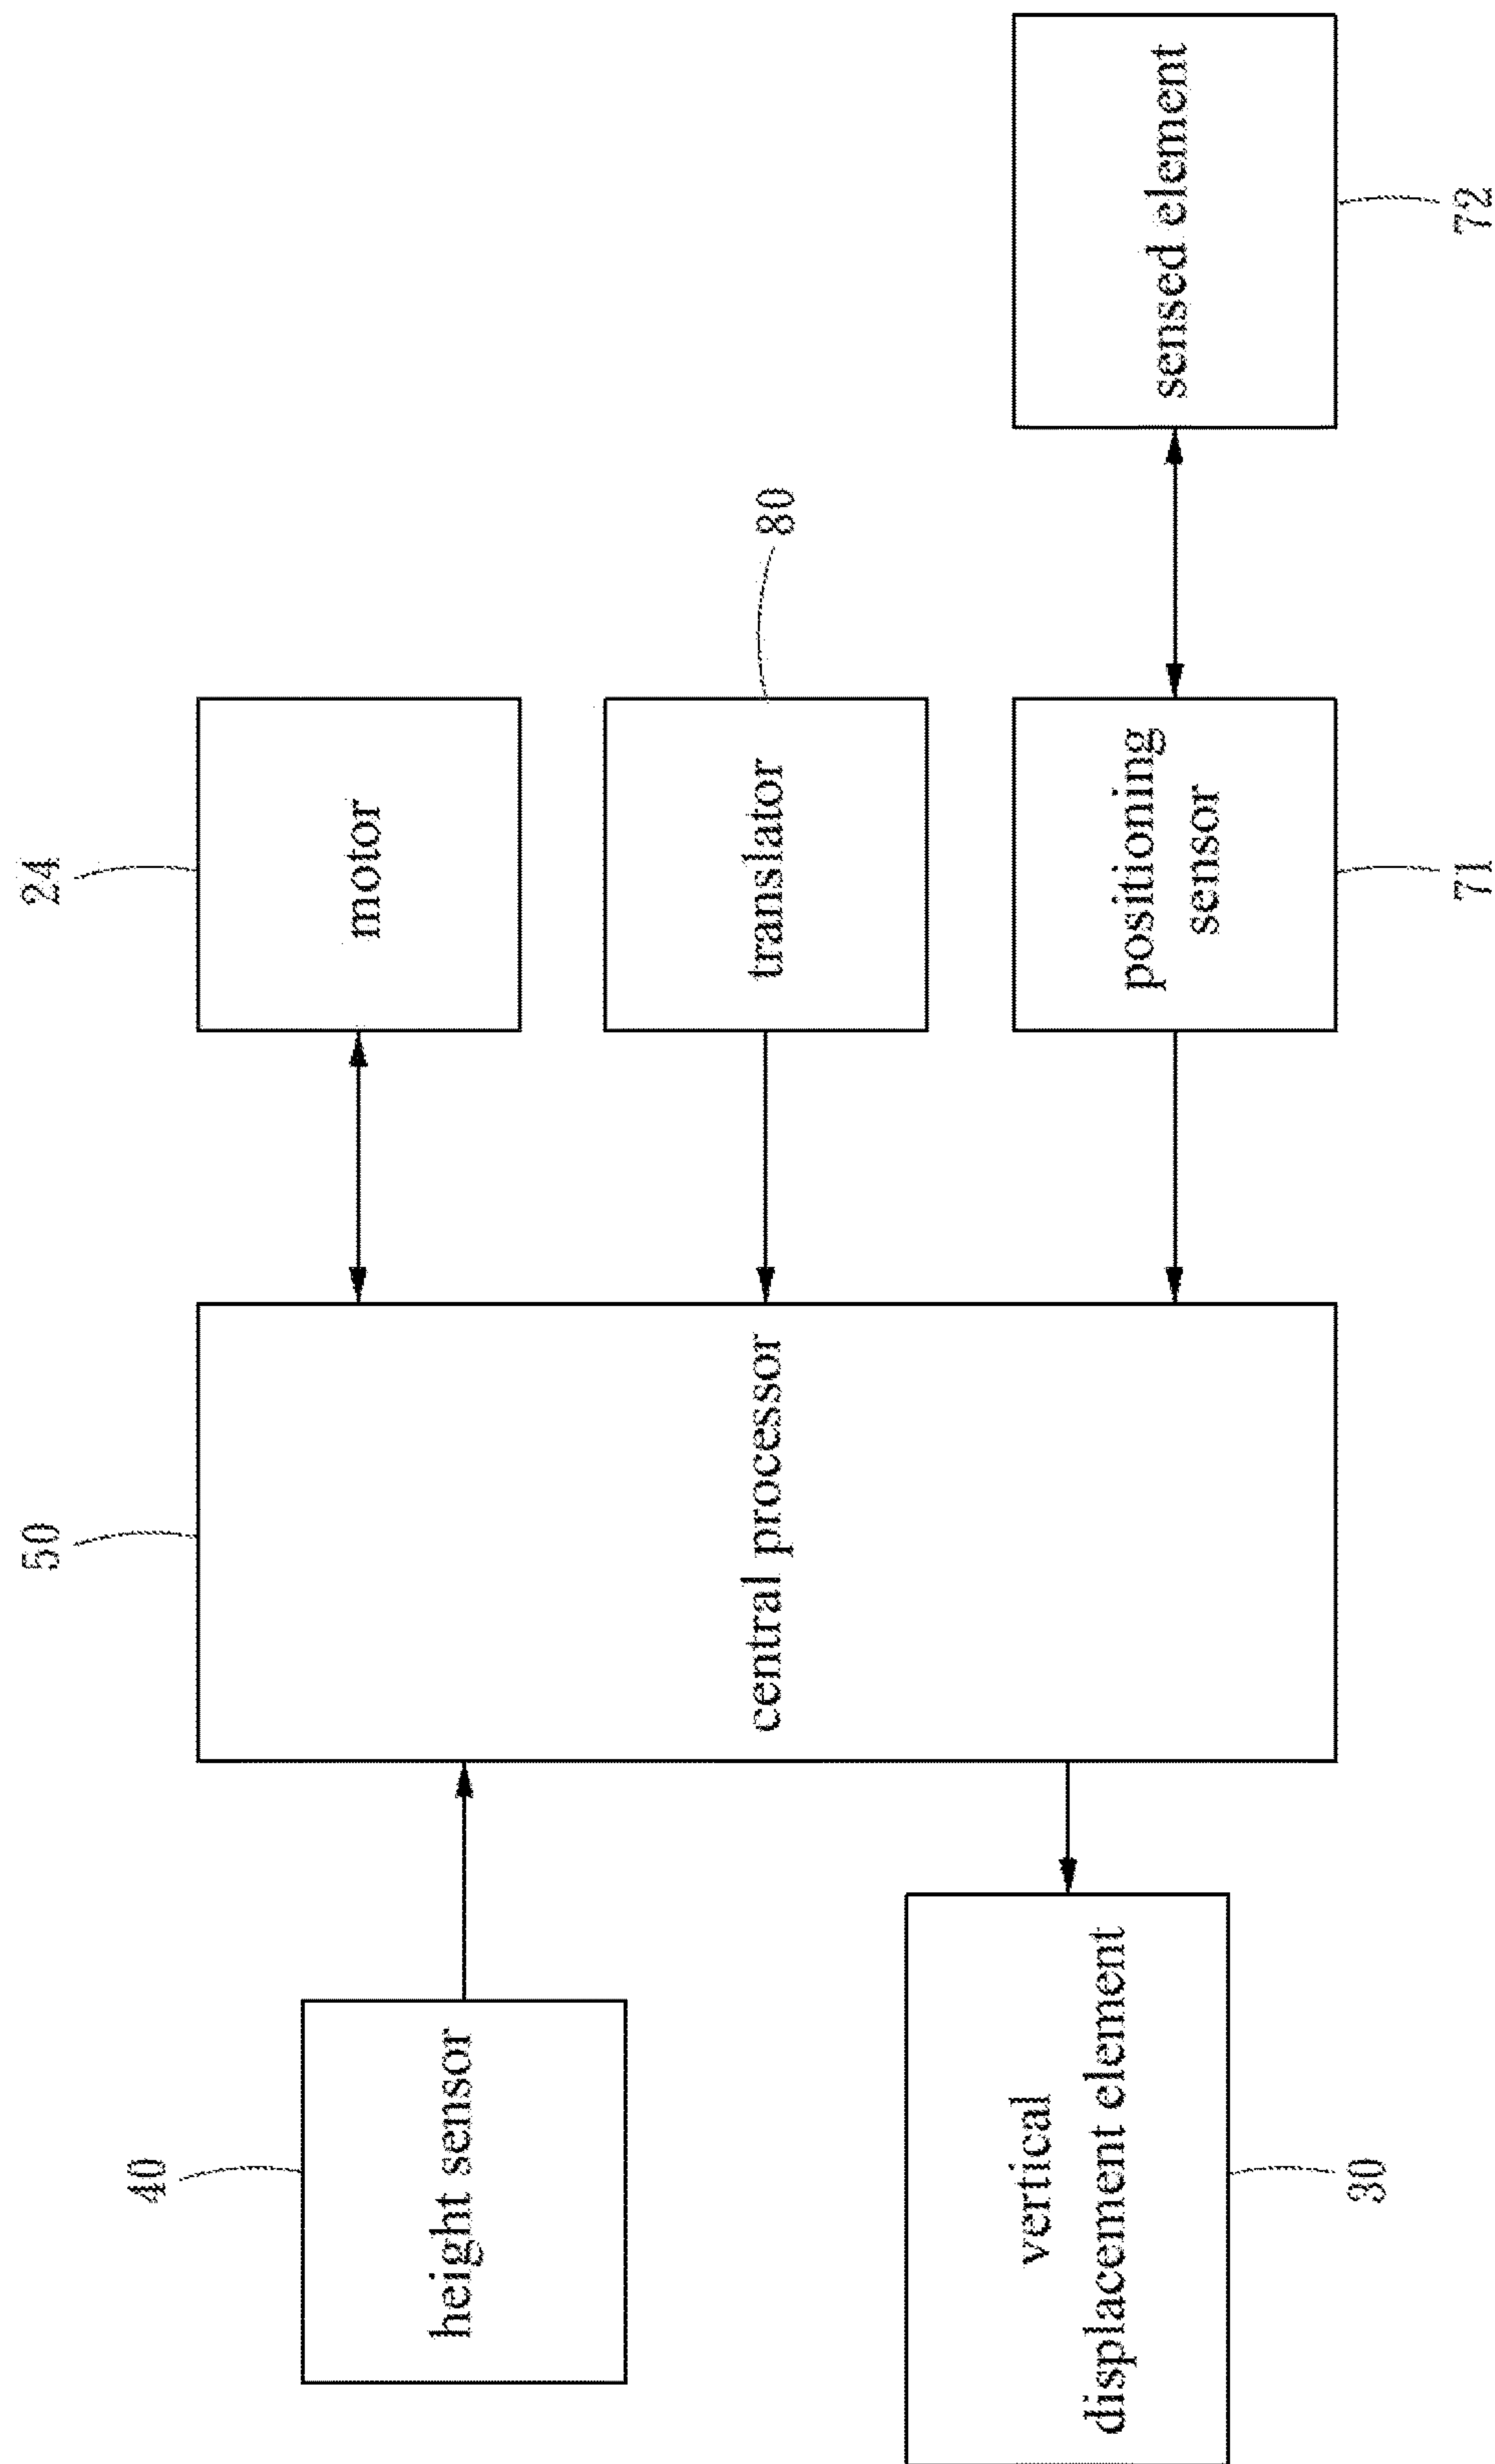 40
height sensor
vertical
displacement element
30
50
central processor
24
motor
translator
80
positioning
sensor
71
sensed element
72